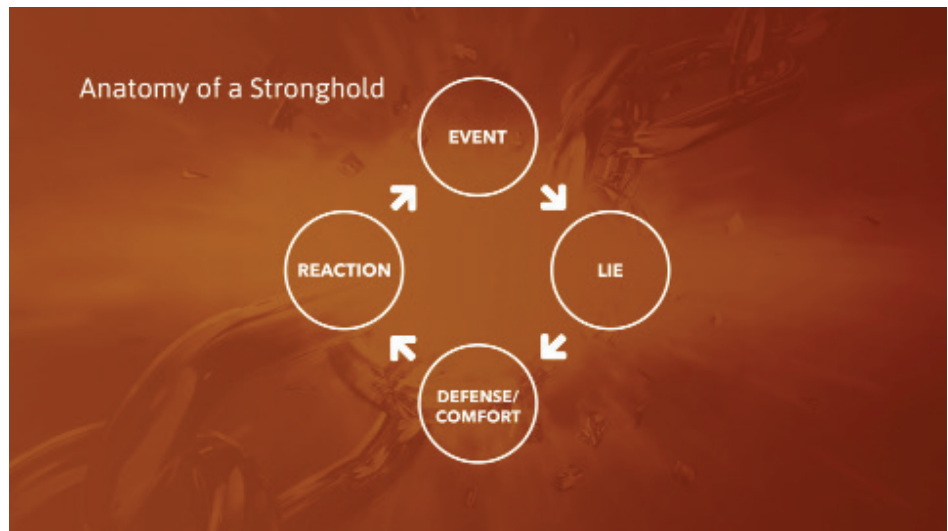 Anatomy of a Stronghold
EVENT
REACTION
LIE
DEFENSE/
COMFORT